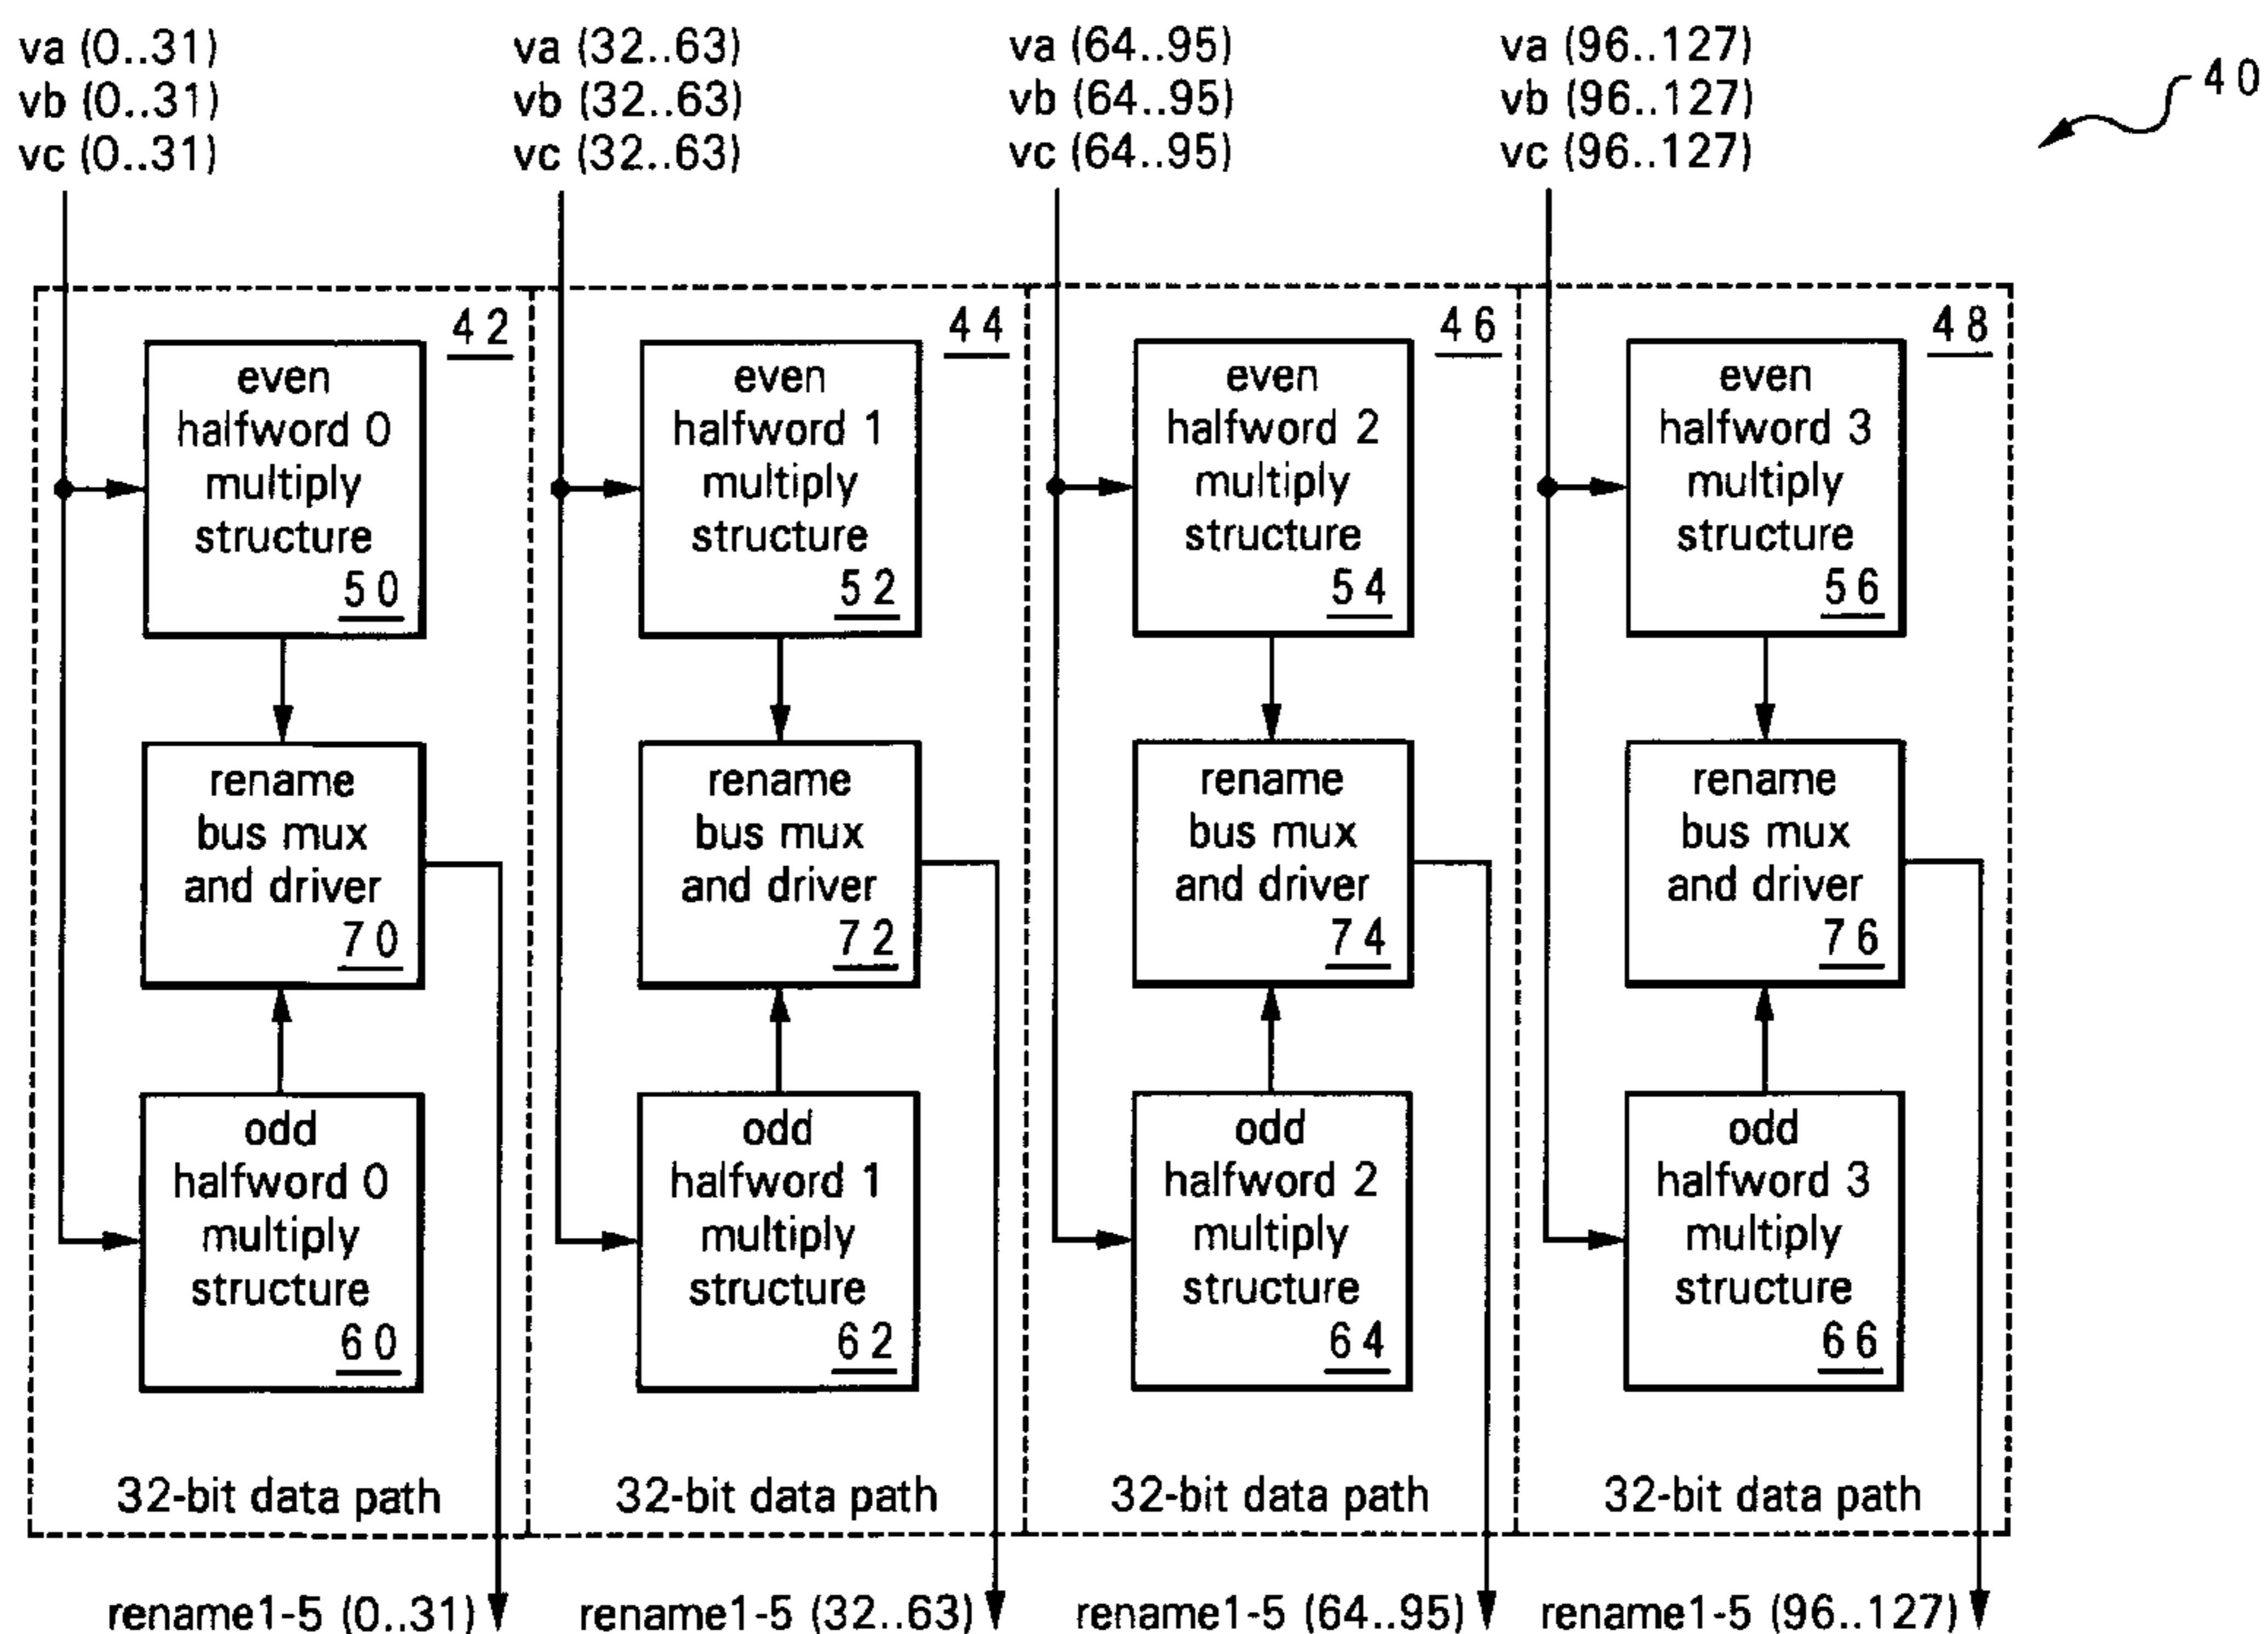 va (0..31)
vb (0..31)
vc (0..31)
va (32..63)
vb (32..63)
vc (32..63)
va (64..95)
vb (64..95)
vc (64..95)
va (96..127)
vb (96..127)
vc (96..127)
40
42
even
halfword 0
multiply
structure
50
rename
bus mux
and driver
70
odd
halfword 0
multiply
structure
60
32-bit data path
rename1-5 (0..31)
44
even
halfword 1
multiply
structure
52
rename
bus mux
and driver
72
odd
halfword 1
multiply
structure
62
32-bit data path
rename1-5 (32..63)
46
even
halfword 2
multiply
structure
54
rename
bus mux
and driver
74
odd
halfword 2
multiply
structure
64
32-bit data path
rename1-5 (64..95)
48
even
halfword 3
multiply
structure
56
rename
bus mux
and driver
76
odd
halfword 3
multiply
structure
66
32-bit data path
rename1-5 (96..127)